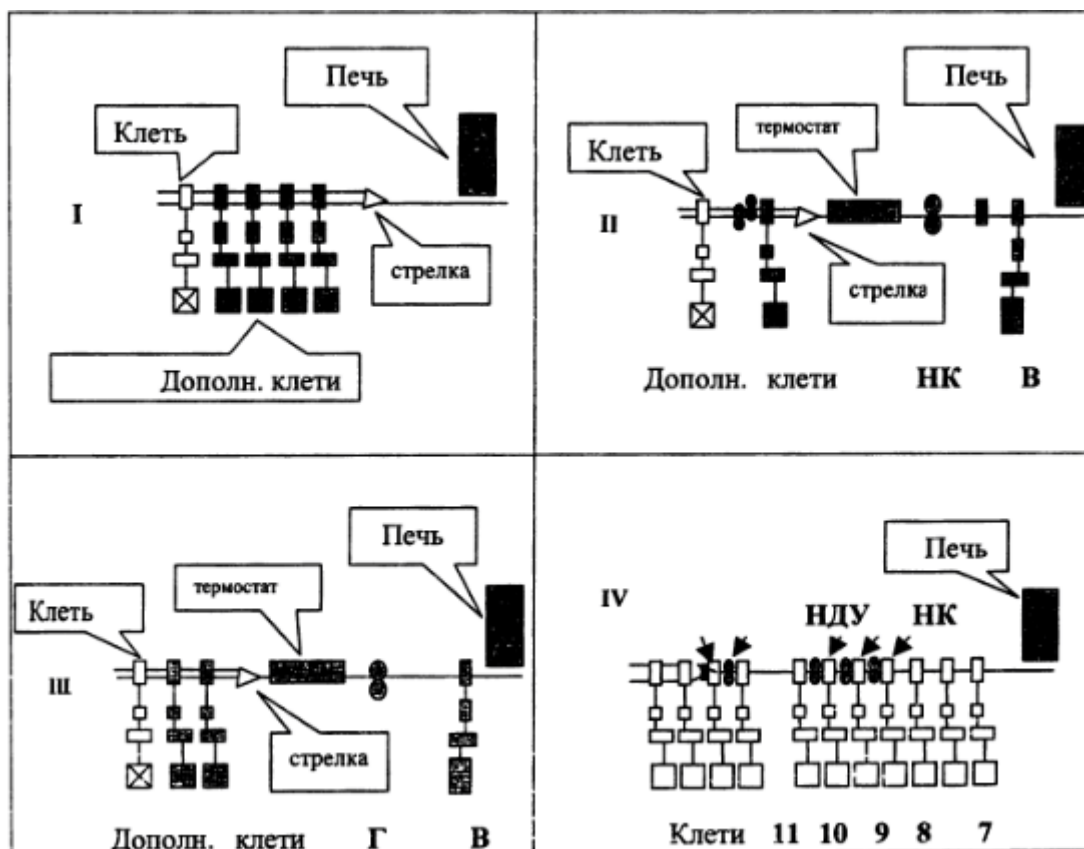 Печь
Клеть
I
стрелка
Дополн. клети
Печь
термостат
Клеть
II
стрелка
Дополн. клети НК В
Печь
термостат
Клеть
III
стрелка
Дополн. клети Г В
Печь
IV
НДУ НК
Клети 11 10 9 8 7